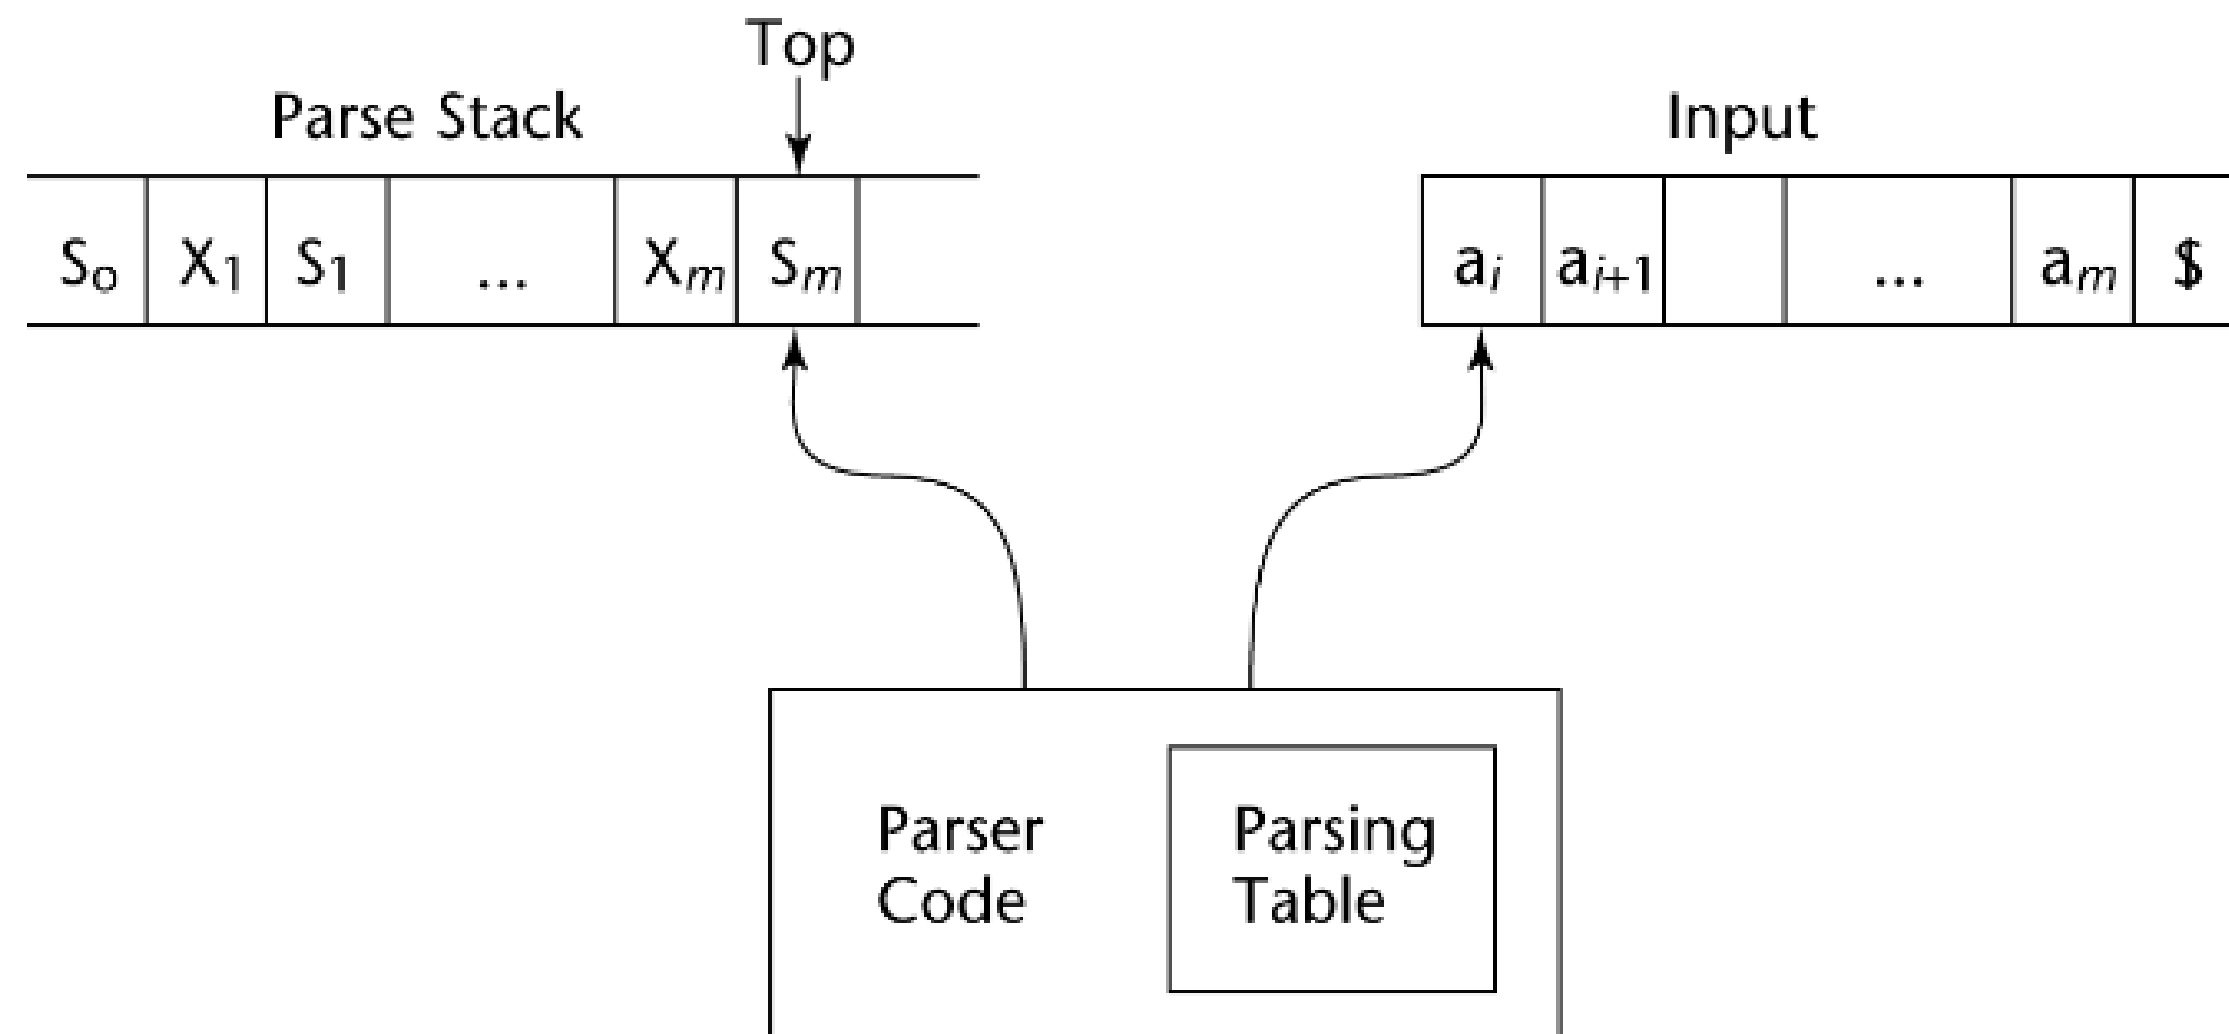 Top
Parse Stack
Input
S₀ X₁ S₁ ... Xₘ Sₘ
aᵢ aᵢ₊₁ ... aₘ $
Parser
Code
Parsing
Table